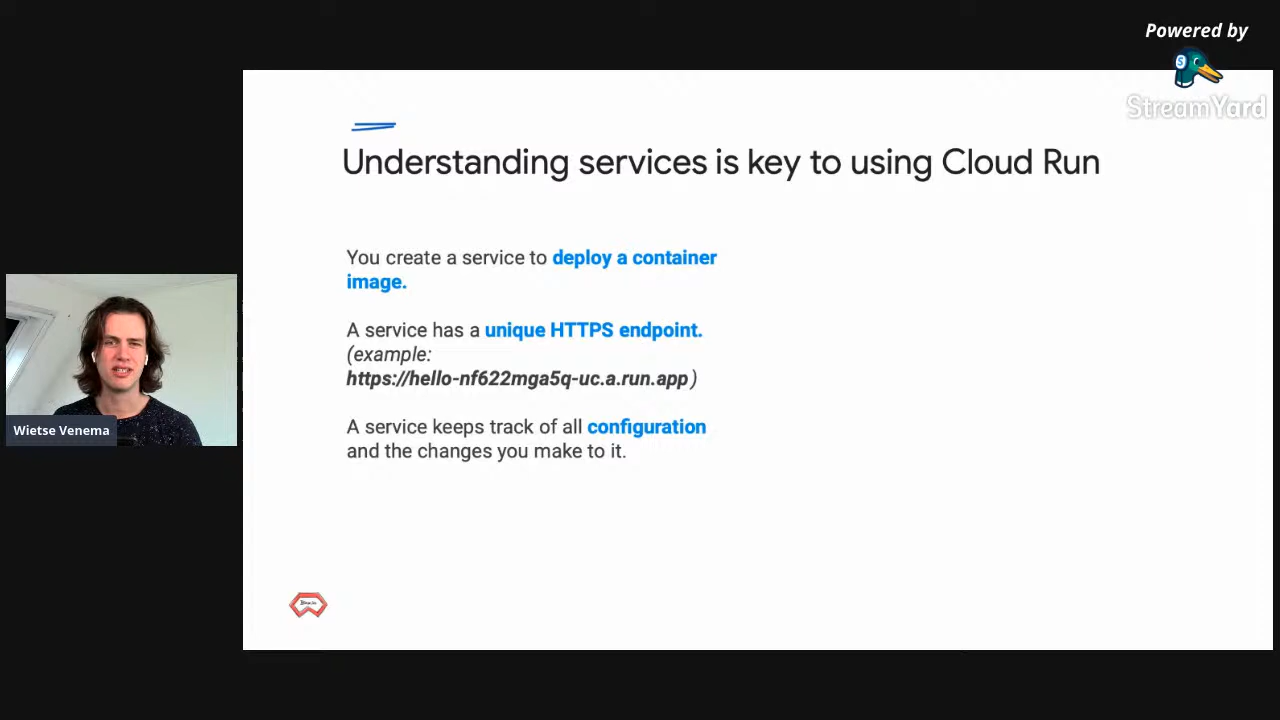 Powered by
StreamYard
Understanding services is key to using Cloud Run
You create a service to deploy a container
image.
A service has a unique HTTPS endpoint.
(example:
https://hello-nf622mga5q-uc.a.run.app)
A service keeps track of all configuration
and the changes you make to it.
Wietse Venema